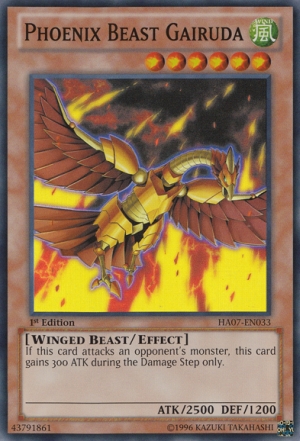 PHOENIX BEAST GAIRUDA
WIND
風
1st Edition
HA07-EN033
[WINGED BEAST/EFFECT]
If this card attacks an opponent's monster, this card
gains 300 ATK during the Damage Step only.
ATK/2500 DEF/1200
43791861
©1996 KAZUKI TAKAHASHI